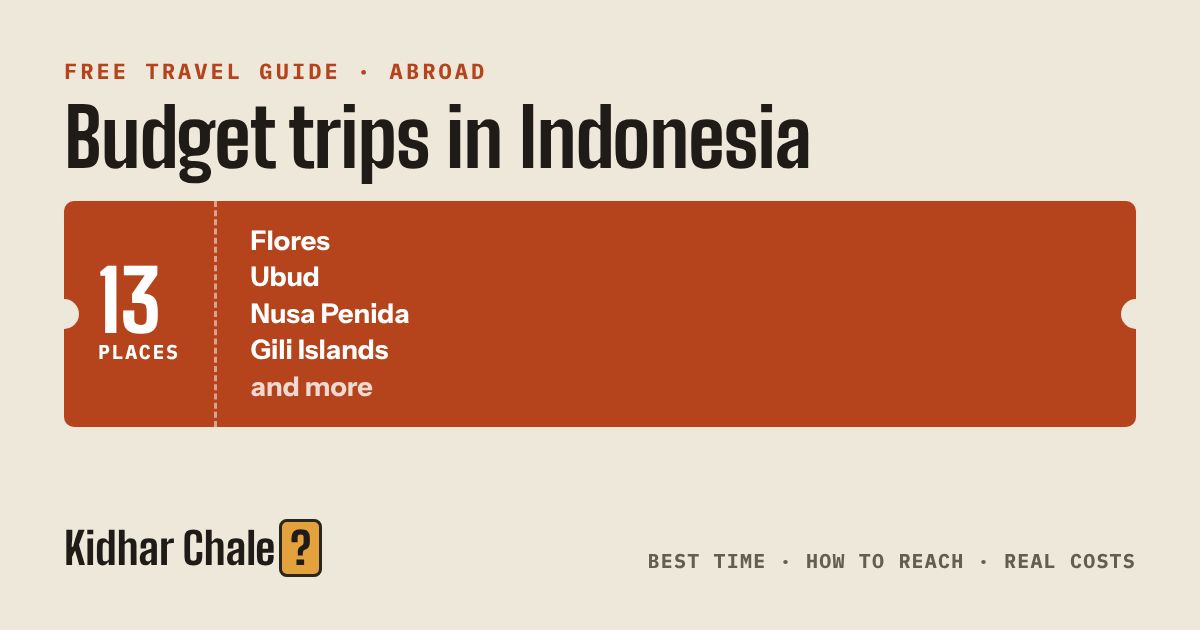 FREE TRAVEL GUIDE · ABROAD
Budget trips in Indonesia
13
PLACES
Flores
Ubud
Nusa Penida
Gili Islands
and more
Kidhar Chale ?
BEST TIME · HOW TO REACH · REAL COSTS